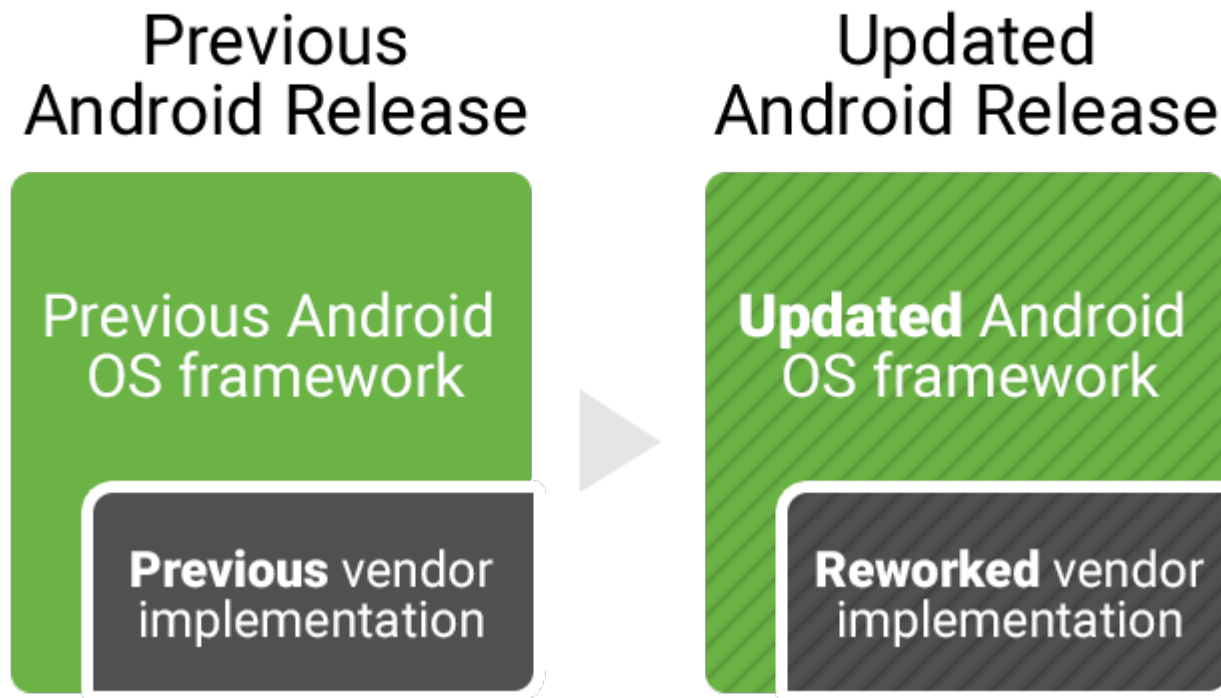 Previous
Android Release
Updated
Android Release
Previous Android
OS framework
Updated Android
OS framework
Previous vendor
implementation
Reworked vendor
implementation